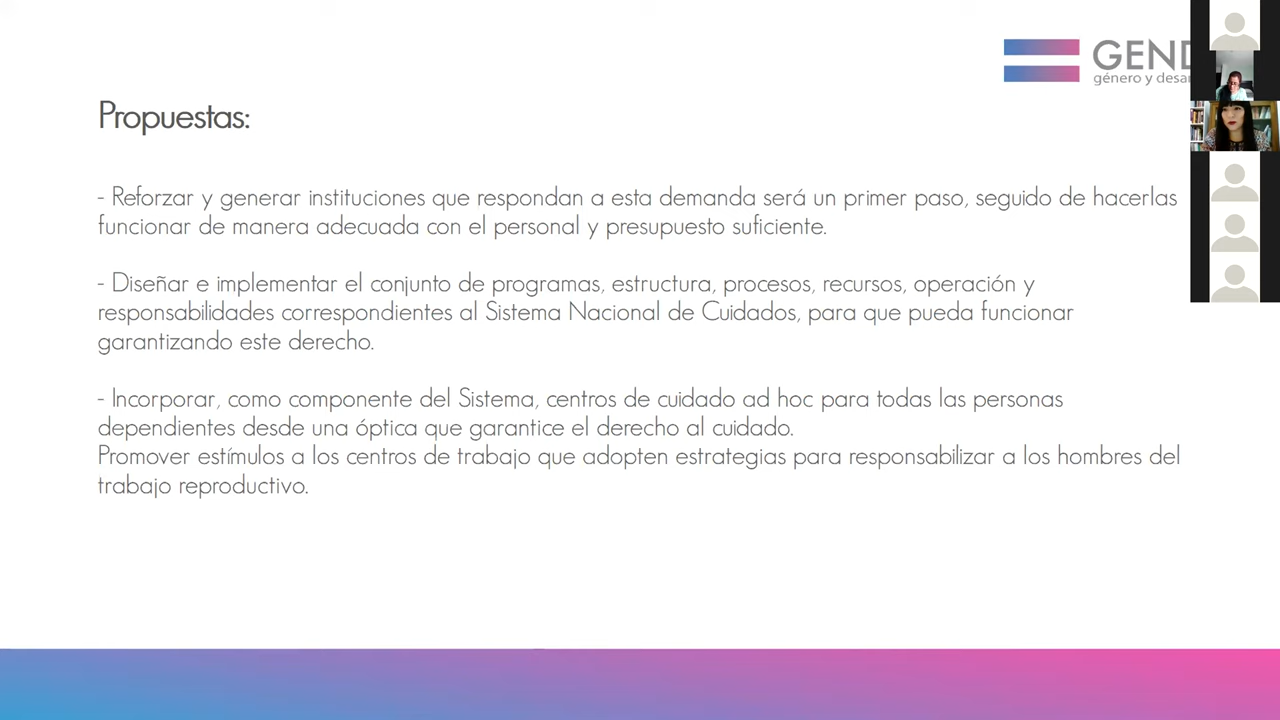 GEND
género y desar
Propuestas:
- Reforzar y generar instituciones que respondan a esta demanda será un primer paso, seguido de hacerlas
funcionar de manera adecuada con el personal y presupuesto suficiente.
- Diseñar e implementar el conjunto de programas, estructura, procesos, recursos, operación y
responsabilidades correspondientes al Sistema Nacional de Cuidados, para que pueda funcionar
garantizando este derecho.
- Incorporar, como componente del Sistema, centros de cuidado ad hoc para todas las personas
dependientes desde una óptica que garantice el derecho al cuidado.
Promover estímulos a los centros de trabajo que adopten estrategias para responsabilizar a los hombres del
trabajo reproductivo.